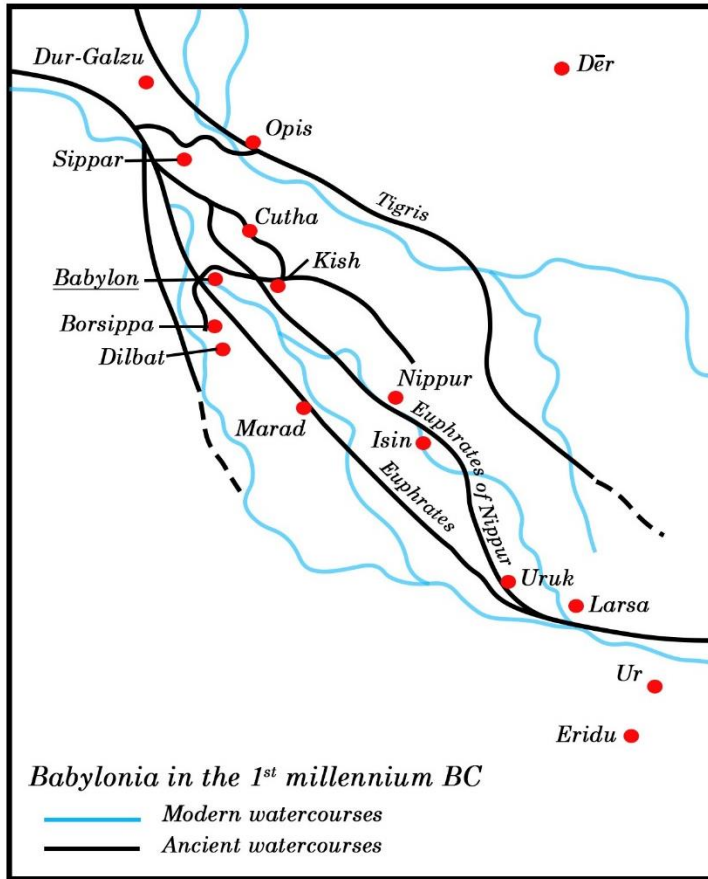 Dur-Galzu
Dēr
Opis
Sippar
Tigris
Cutha
Kish
Babylon
Borsippa
Dilbat
Nippur
Marad
Isin
Euphrates of Nippur
Euphrates
Uruk
Larsa
Ur
Eridu
Babylonia in the 1st millennium BC
Modern watercourses
Ancient watercourses